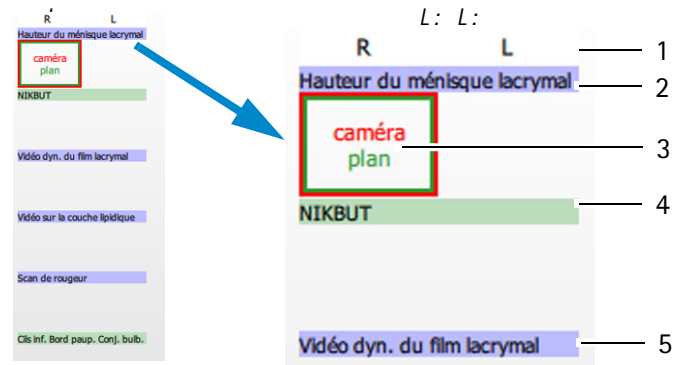 R L
Hauteur du ménisque lacrymal
caméra
plan
NIKBUT
Vidéo dyn. du film lacrymal
Vidéo sur la couche lipidique
Scan de rougeur
Cils inf. Bord paup. Conj. bulb.
L: L:
R L 1
Hauteur du ménisque lacrymal 2
caméra 3
plan
NIKBUT 4
Vidéo dyn. du film lacrymal 5